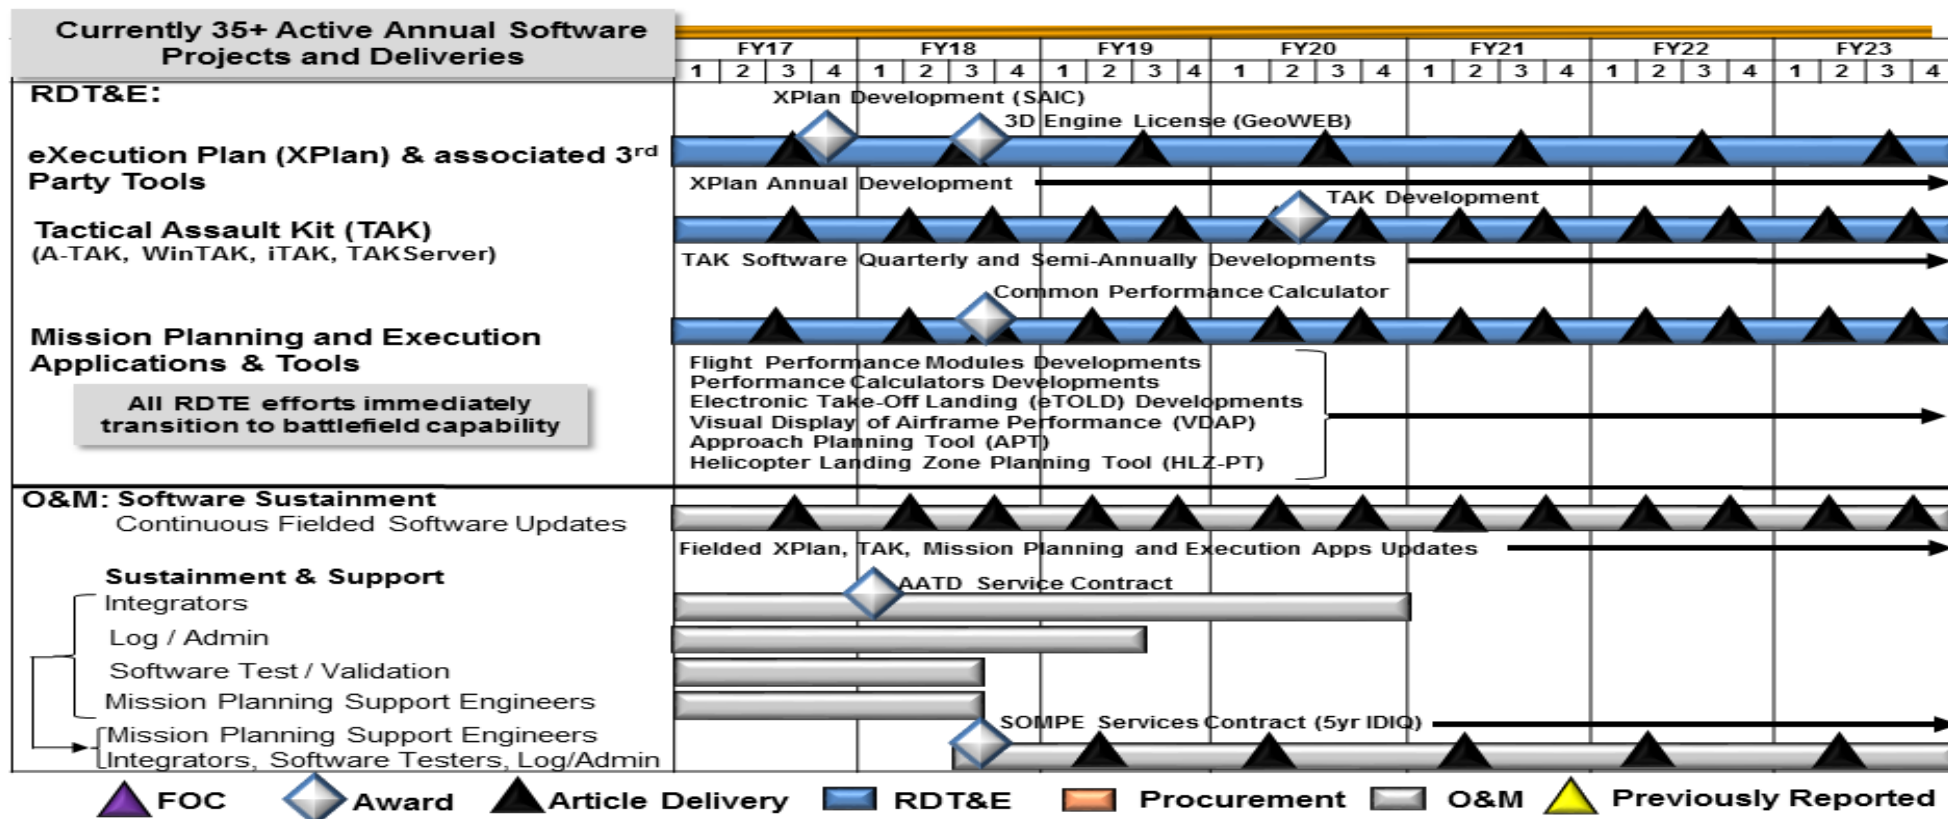 Currently 35+ Active Annual Software
Projects and Deliveries
FY17 FY18 FY19 FY20 FY21 FY22 FY23
1 2 3 4 1 2 3 4 1 2 3 4 1 2 3 4 1 2 3 4 1 2 3 4 1 2 3 4
RDT&E:
XPlan Development (SAIC)
3D Engine License (GeoWEB)
eXecution Plan (XPlan) & associated 3rd
Party Tools
XPlan Annual Development
TAK Development
Tactical Assault Kit (TAK)
(A-TAK, WinTAK, iTAK, TAKServer)
TAK Software Quarterly and Semi-Annually Developments
Common Performance Calculator
Mission Planning and Execution
Applications & Tools
Flight Performance Modules Developments
Performance Calculators Developments
Electronic Take-Off Landing (eTOLD) Developments
Visual Display of Airframe Performance (VDAP)
Approach Planning Tool (APT)
Helicopter Landing Zone Planning Tool (HLZ-PT)
All RDTE efforts immediately
transition to battlefield capability
O&M: Software Sustainment
Continuous Fielded Software Updates
Fielded XPlan, TAK, Mission Planning and Execution Apps Updates
Sustainment & Support
AATD Service Contract
Integrators
Log / Admin
Software Test / Validation
Mission Planning Support Engineers
SOMPE Services Contract (5yr IDIQ)
Mission Planning Support Engineers
Integrators, Software Testers, Log/Admin
FOC Award Article Delivery RDT&E Procurement O&M Previously Reported